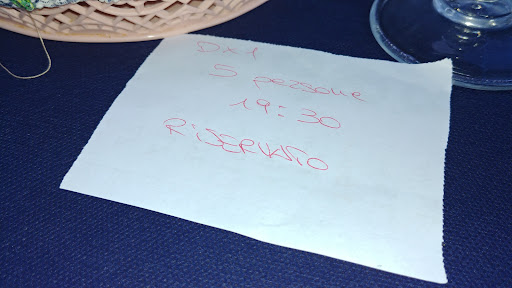 Dx1
5 persone
19:30
RiSERVATO